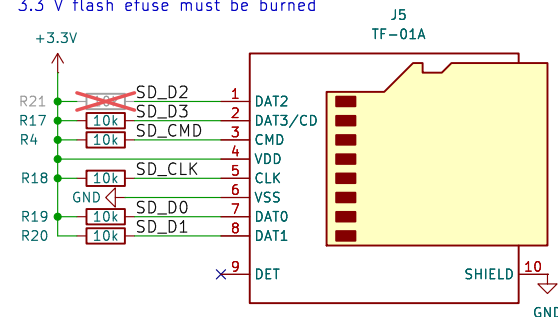 3.3 V flash efuse must be burned
J5
TF-01A
+3.3V
R21 SD_D2 1 DAT2
R17 10k SD_D3 2 DAT3/CD
R4 10k SD_CMD 3 CMD
4 VDD
R18 10k SD_CLK 5 CLK
GND 6 VSS
R19 10k SD_D0 7 DAT0
R20 10k SD_D1 8 DAT1
9 DET SHIELD 10
GND